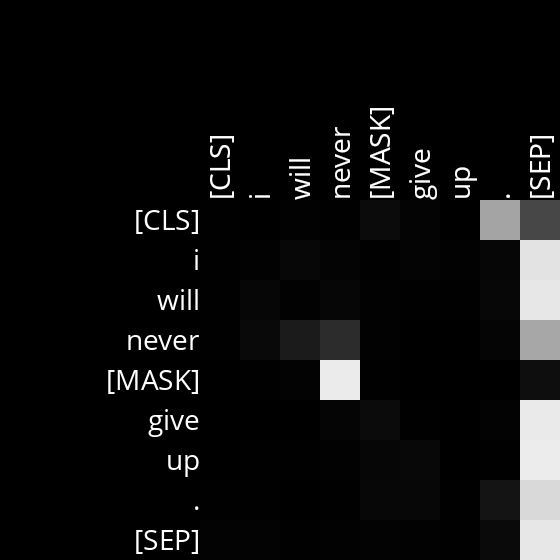 [CLS] i will never [MASK] give up . [SEP]
[CLS]
i
will
never
[MASK]
give
up
.
[SEP]